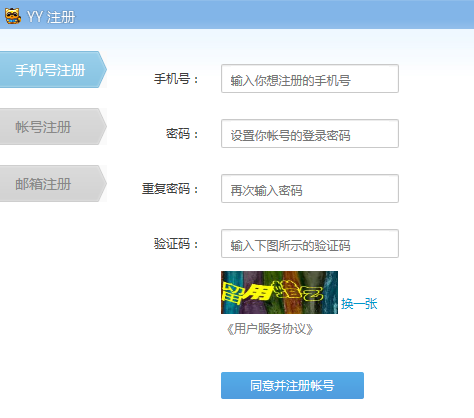 YY 注册
手机号注册
帐号注册
邮箱注册
手机号：
输入你想注册的手机号
密码：
设置你帐号的登录密码
重复密码：
再次输入密码
验证码：
输入下图所示的验证码
换一张
《用户服务协议》
同意并注册帐号